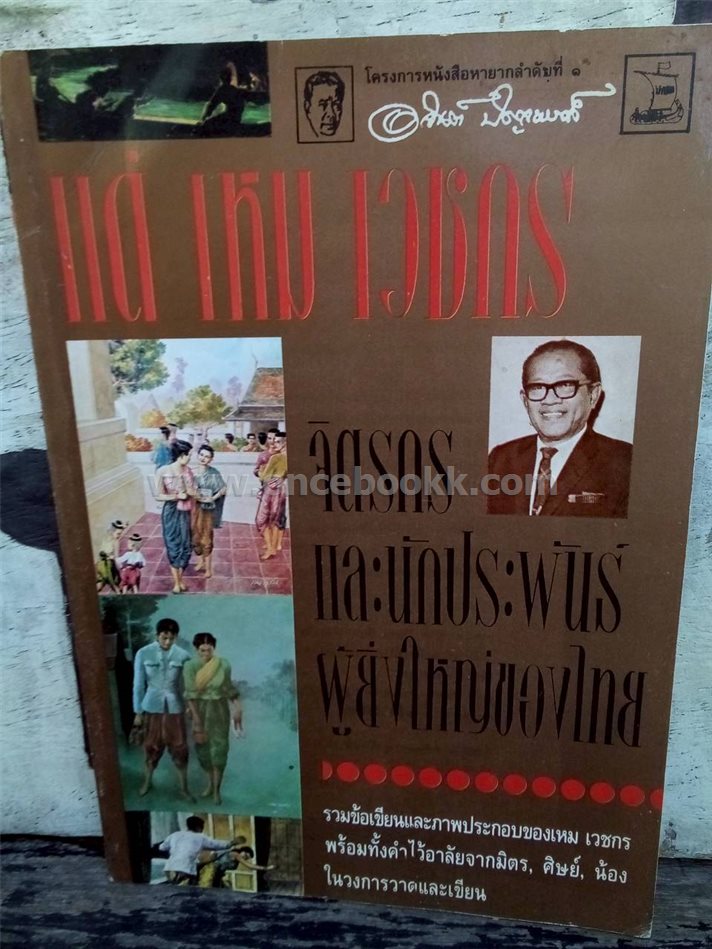 โครงการหนังสือหายากลำดับที่ ๑
แด่ เหม เวชกร
จิตรกร
www.oncebookk.com
และนักประพันธ์
ผู้ยิ่งใหญ่ของไทย
รวมข้อเขียนและภาพประกอบของเหม เวชกร
พร้อมทั้งคำไว้อาลัยจากมิตร, ศิษย์, น้อง
ในวงการวาดและเขียน